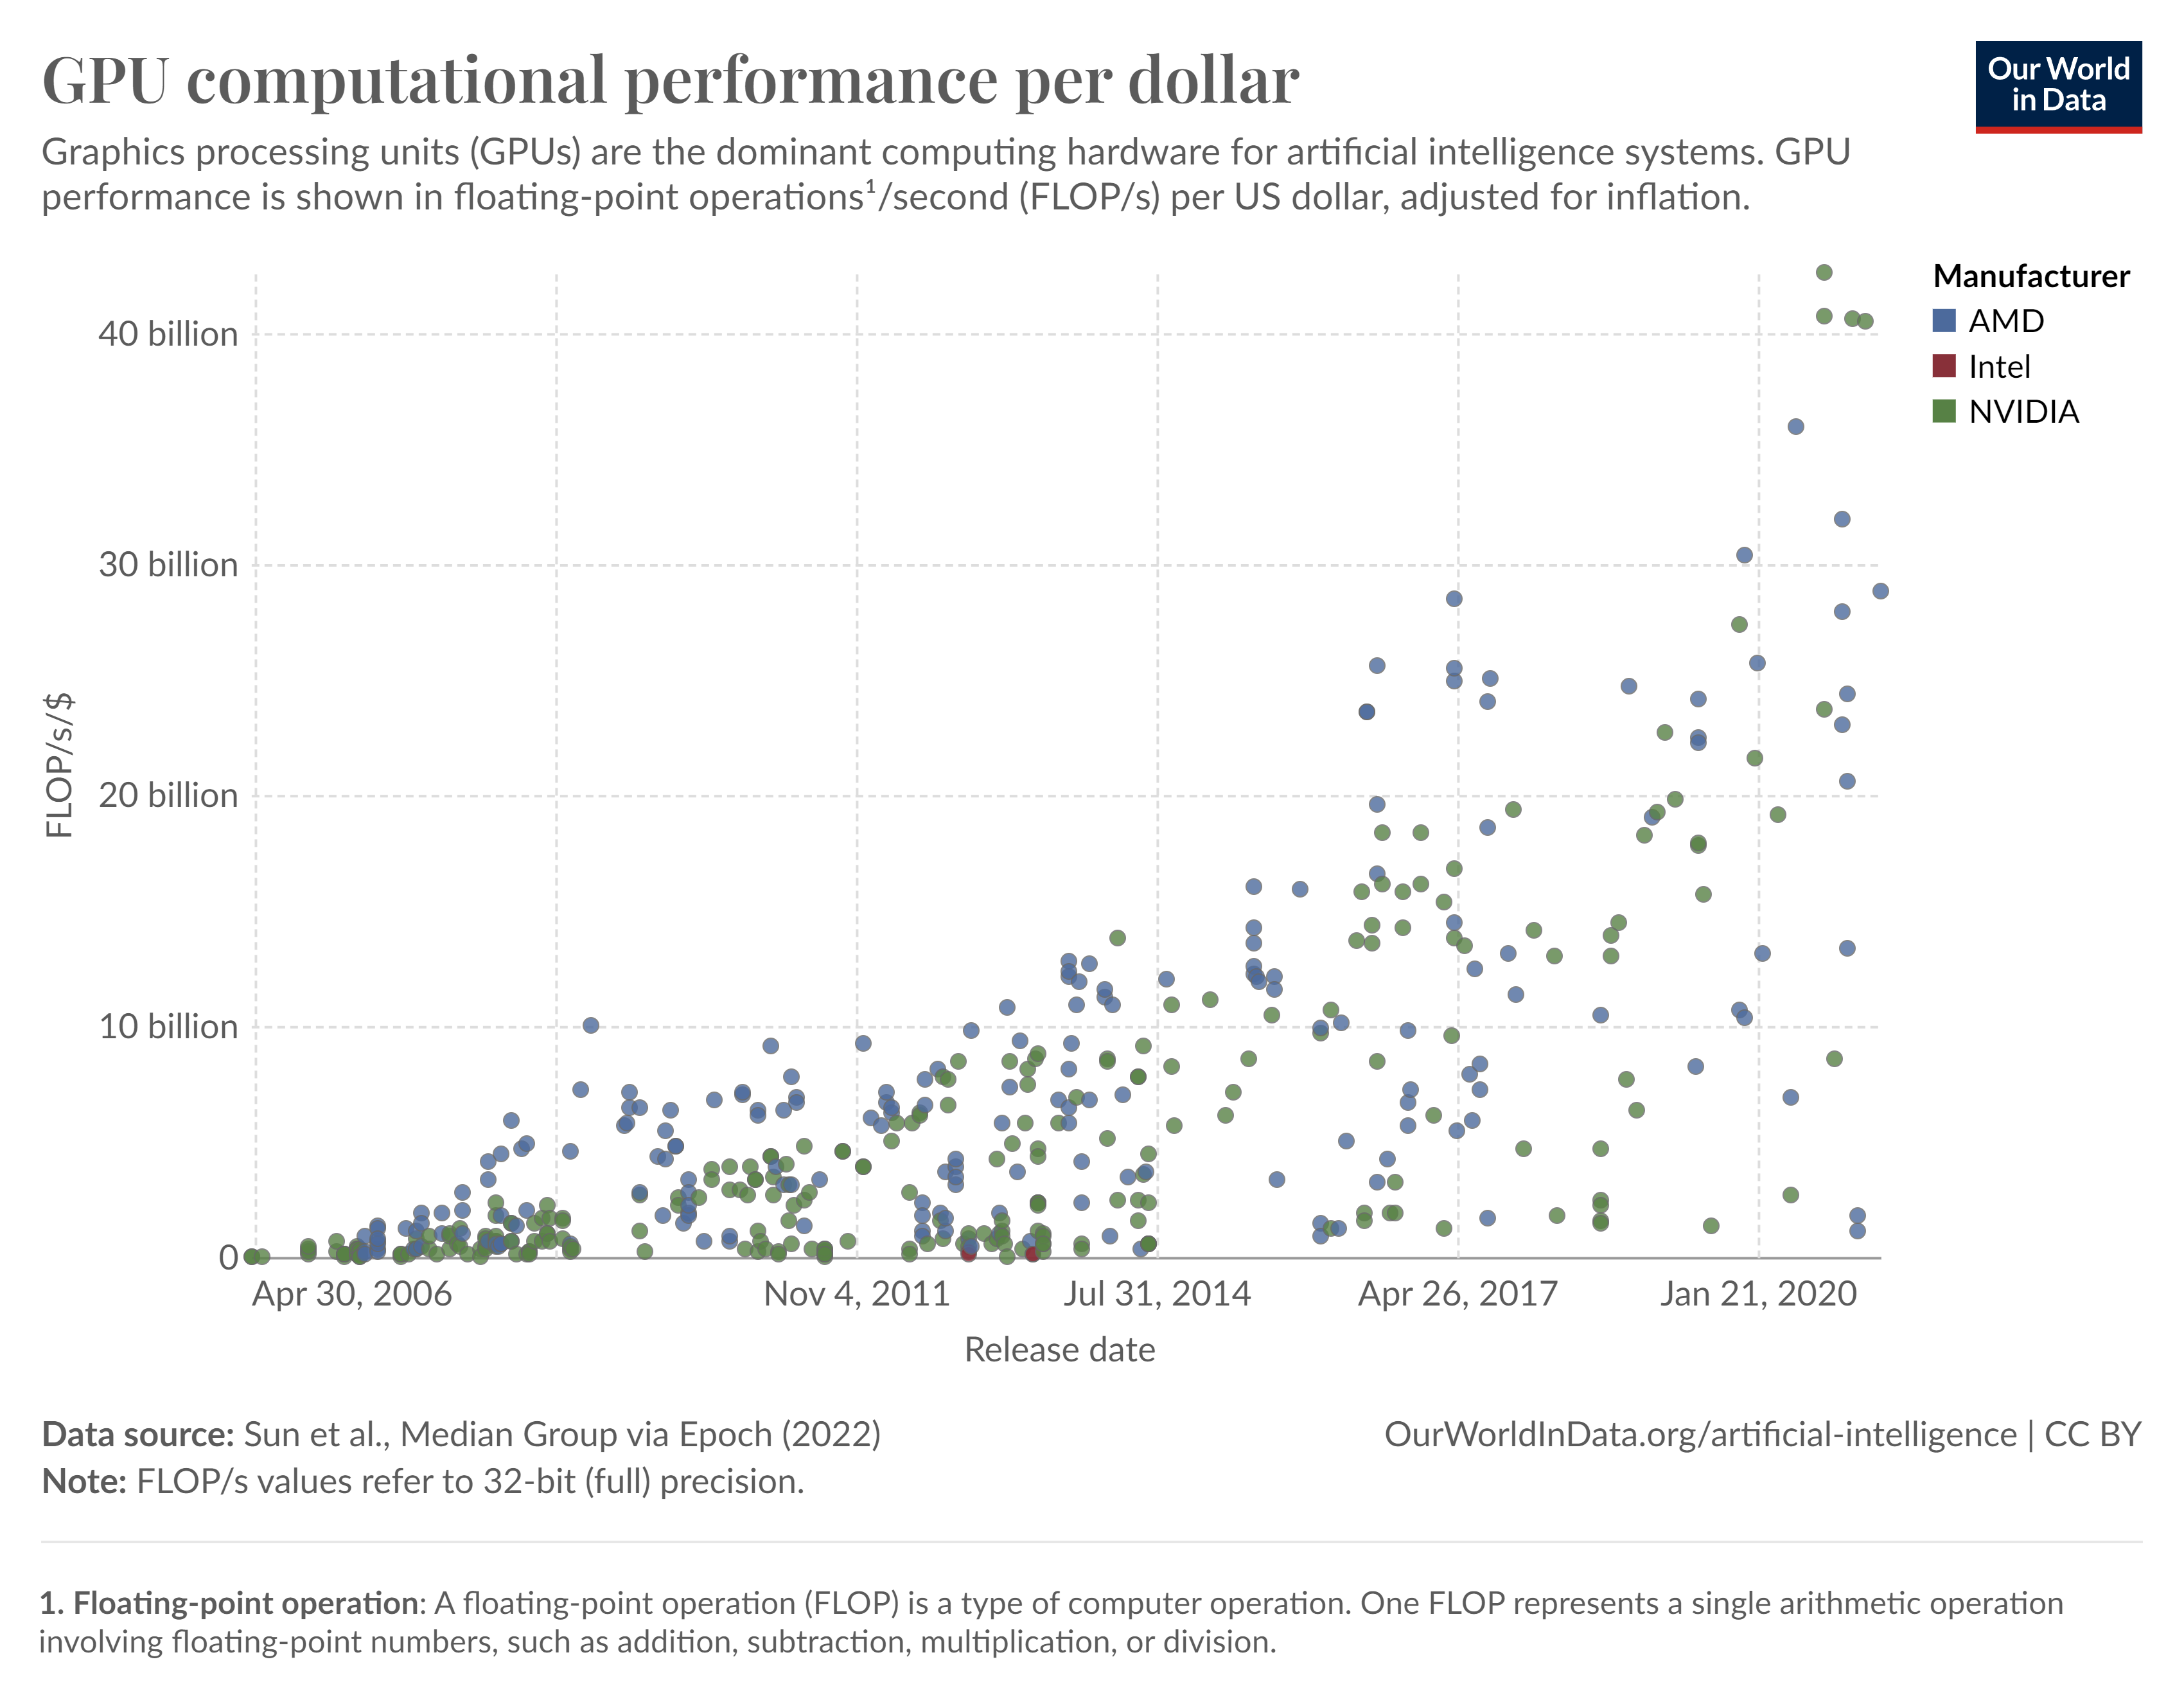 GPU computational performance per dollar
Our World
in Data
Graphics processing units (GPUs) are the dominant computing hardware for artificial intelligence systems. GPU
performance is shown in floating-point operations¹/second (FLOP/s) per US dollar, adjusted for inflation.
Manufacturer
AMD
Intel
NVIDIA
FLOP/s/$
40 billion
30 billion
20 billion
10 billion
0
Apr 30, 2006
Nov 4, 2011
Jul 31, 2014
Apr 26, 2017
Jan 21, 2020
Release date
Data source: Sun et al., Median Group via Epoch (2022)
OurWorldInData.org/artificial-intelligence | CC BY
Note: FLOP/s values refer to 32-bit (full) precision.
1. Floating-point operation: A floating-point operation (FLOP) is a type of computer operation. One FLOP represents a single arithmetic operation
involving floating-point numbers, such as addition, subtraction, multiplication, or division.